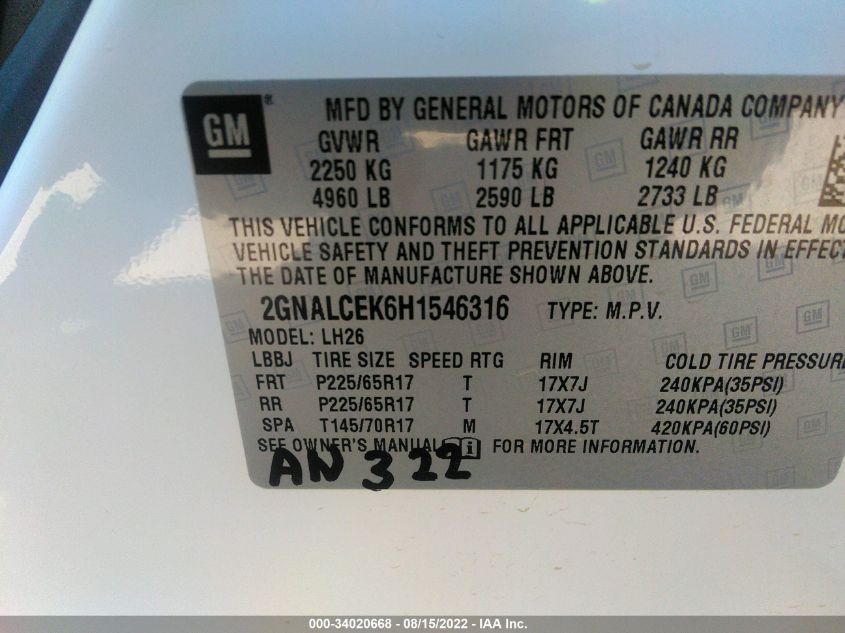 GM ® MFD BY GENERAL MOTORS OF CANADA COMPANY
GVWR GAWR FRT GAWR RR
2250 KG 1175 KG 1240 KG
4960 LB 2590 LB 2733 LB
THIS VEHICLE CONFORMS TO ALL APPLICABLE U.S. FEDERAL MO
VEHICLE SAFETY AND THEFT PREVENTION STANDARDS IN EFFECT
THE DATE OF MANUFACTURE SHOWN ABOVE.
2GNALCEK6H1546316 TYPE: M.P.V.
MODEL: LH26
LBBJ TIRE SIZE SPEED RTG RIM COLD TIRE PRESSURE
FRT P225/65R17 T 17X7J 240KPA(35PSI)
RR P225/65R17 T 17X7J 240KPA(35PSI)
SPA T145/70R17 M 17X4.5T 420KPA(60PSI)
SEE OWNER'S MANUAL i FOR MORE INFORMATION.
AN 322
000-34020668 - 08/15/2022 - IAA Inc.